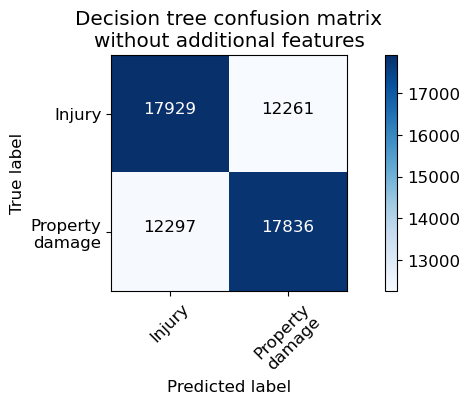 Decision tree confusion matrix
without additional features
True label
Injury
Property
damage
17929
12261
12297
17836
Injury
Property
damage
Predicted label
17000
16000
15000
14000
13000